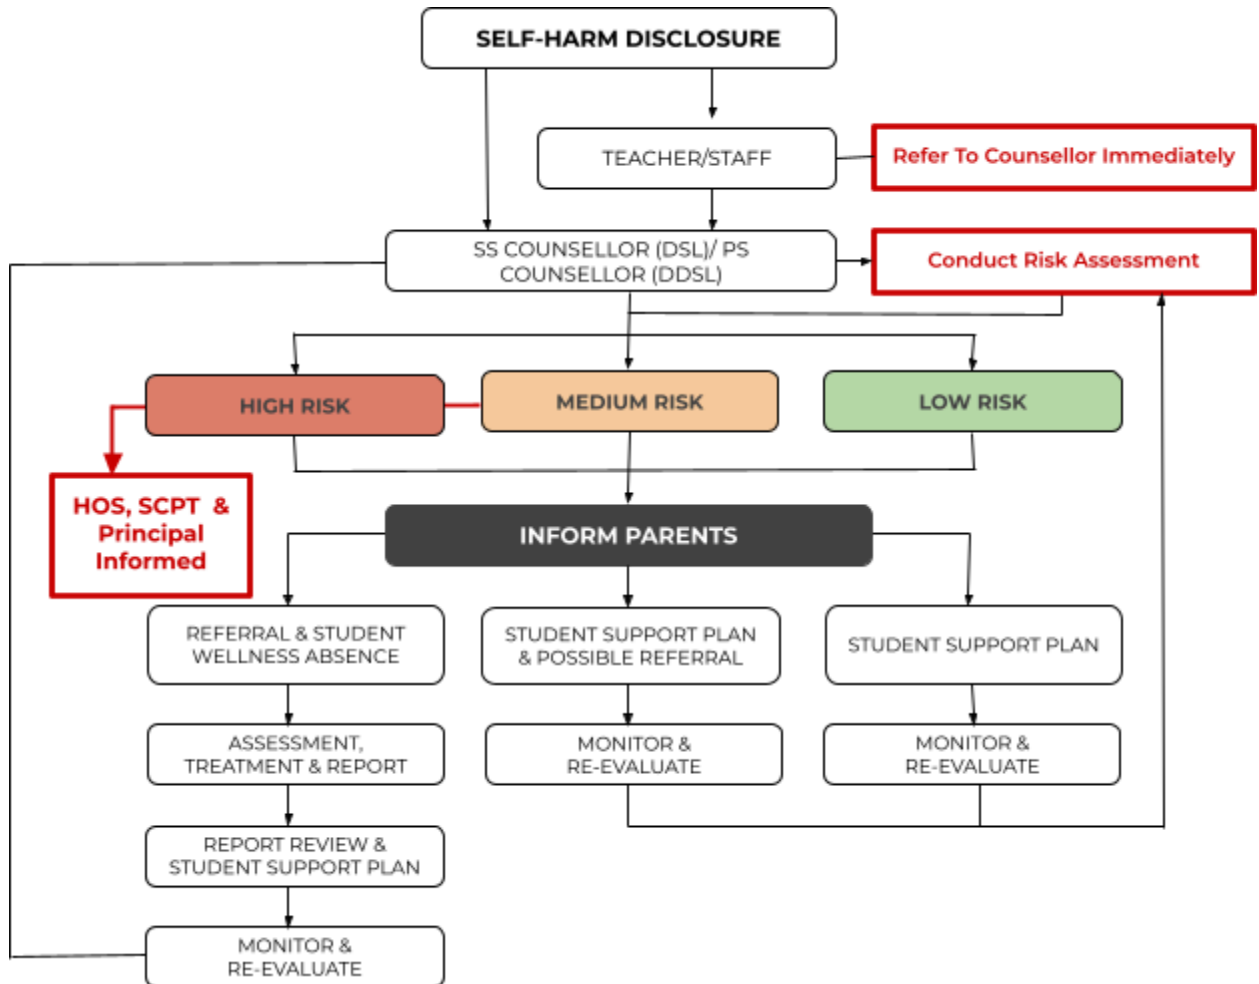 SELF-HARM DISCLOSURE
TEACHER/STAFF
Refer To Counsellor Immediately
SS COUNSELLOR (DSL)/ PS
COUNSELLOR (DDSL)
Conduct Risk Assessment
HIGH RISK
MEDIUM RISK
LOW RISK
HOS, SCPT &
Principal
Informed
INFORM PARENTS
REFERRAL & STUDENT
WELLNESS ABSENCE
STUDENT SUPPORT PLAN
& POSSIBLE REFERRAL
STUDENT SUPPORT PLAN
ASSESSMENT,
TREATMENT & REPORT
MONITOR &
RE-EVALUATE
MONITOR &
RE-EVALUATE
REPORT REVIEW &
STUDENT SUPPORT PLAN
MONITOR &
RE-EVALUATE